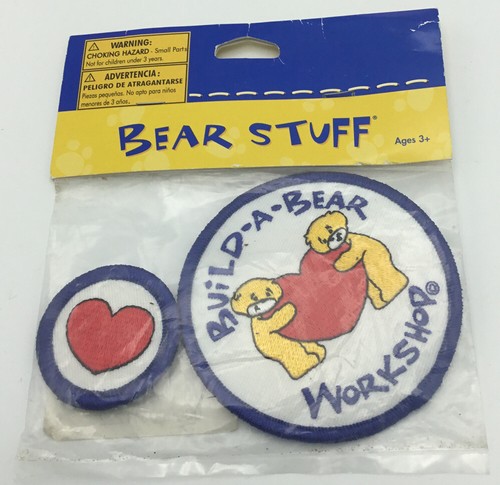 WARNING:
CHOKING HAZARD - Small Parts
Not for children under 3 years.
ADVERTENCIA:
PELIGRO DE ATRAGANTARSE
Piezas pequeñas. No apto para niños
menores de 3 años.
BEAR STUFF®
Ages 3+
BUILD-A-BEAR
WORKSHOP®